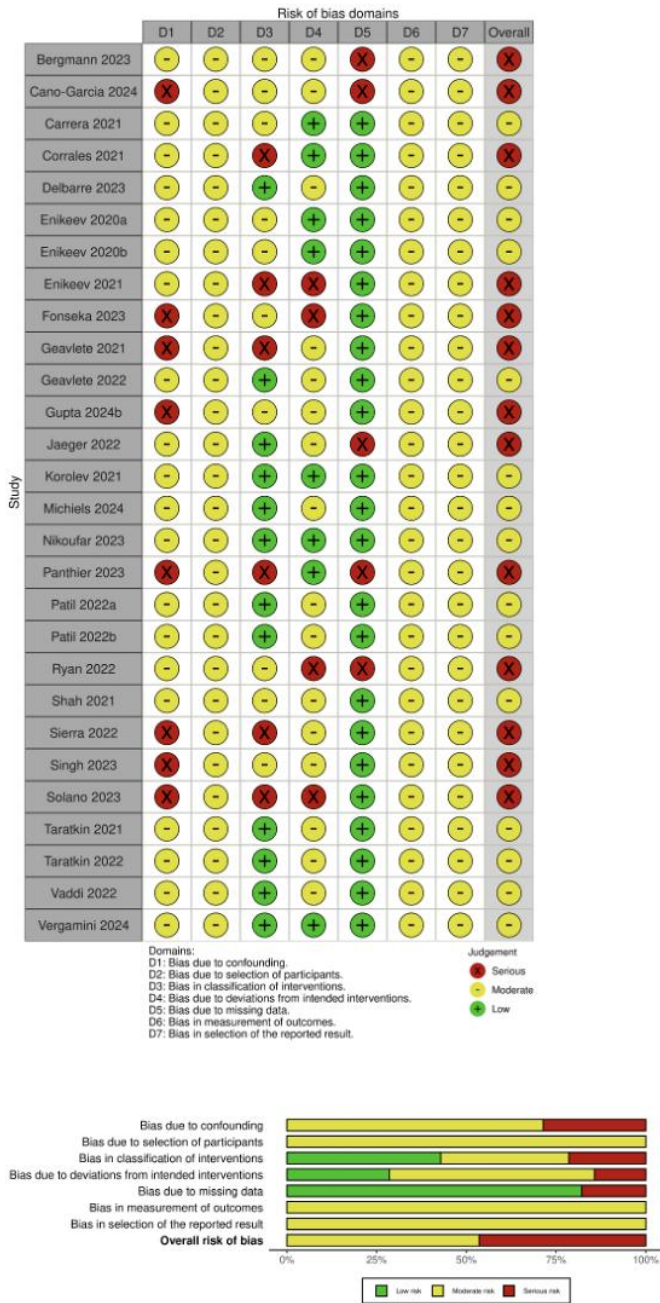 Risk of bias domains
D1 D2 D3 D4 D5 D6 D7 Overall
Study
Bergmann 2023 - - - - X - - X
Cano-Garcia 2024 X - - - X - - X
Carrera 2021 - - - + + - - -
Corrales 2021 - - X + + - - X
Delbarre 2023 - - + - + - - -
Enikeev 2020a - - - + + - - -
Enikeev 2020b - - - + + - - -
Enikeev 2021 - - X X + - - X
Fonseka 2023 X - - X + - - X
Geavlete 2021 X - X - + - - X
Geavlete 2022 - - + - + - - -
Gupta 2024b X - - - + - - X
Jaeger 2022 - - + - X - - X
Korolev 2021 - - + + + - - -
Michiels 2024 - - + - + - - -
Nikoufar 2023 - - + + + - - -
Panthier 2023 X - X + X - - X
Patil 2022a - - + - + - - -
Patil 2022b - - + - + - - -
Ryan 2022 - - - X X - - X
Shah 2021 - - - - + - - -
Sierra 2022 X - X - + - - X
Singh 2023 X - - - + - - X
Solano 2023 X - X X + - - X
Taratkin 2021 - - + - + - - -
Taratkin 2022 - - + - + - - -
Vaddi 2022 - - + - + - - -
Vergamini 2024 - - + + + - - -
Domains:
D1: Bias due to confounding.
D2: Bias due to selection of participants.
D3: Bias in classification of interventions.
D4: Bias due to deviations from intended interventions.
D5: Bias due to missing data.
D6: Bias in measurement of outcomes.
D7: Bias in selection of the reported result.
Judgement
X Serious
- Moderate
+ Low
Bias due to confounding
Bias due to selection of participants
Bias in classification of interventions
Bias due to deviations from intended interventions
Bias due to missing data
Bias in measurement of outcomes
Bias in selection of the reported result
Overall risk of bias
0% 25% 50% 75% 100%
Low risk Moderate risk Serious risk